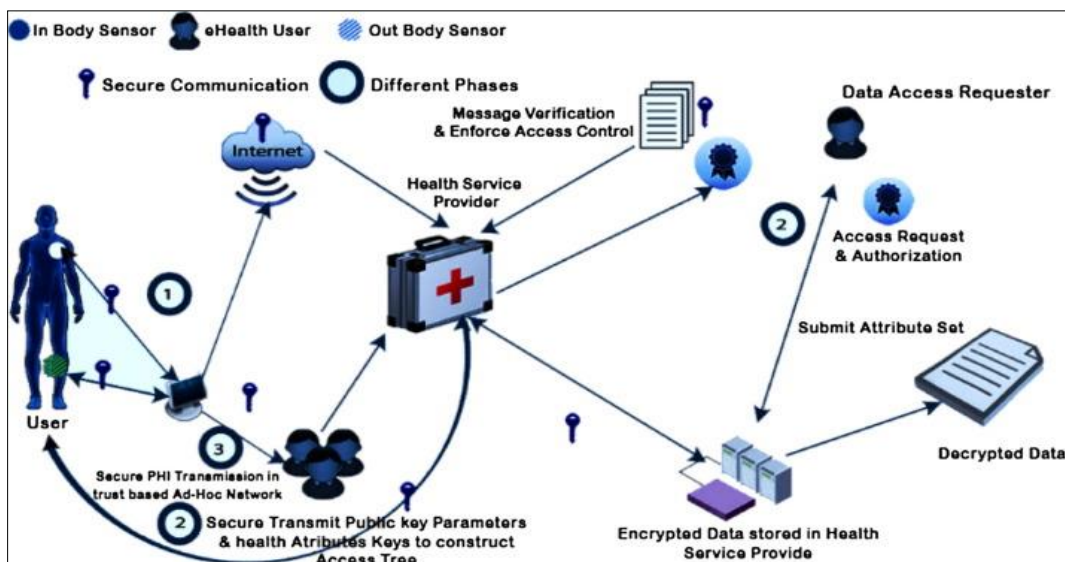 In Body Sensor
eHealth User
Out Body Sensor
Secure Communication
Different Phases
Message Verification
& Enforce Access Control
Data Access Requester
Internet
Health Service
Provider
2
Access Request
& Authorization
1
Submit Attribute Set
User
3
Secure PHI Transmission in
trust based Ad-Hoc Network
Decrypted Data
2
Secure Transmit Public key Parameters
& health Atributes Keys to construct
Access Tree
Encrypted Data stored in Health
Service Provide